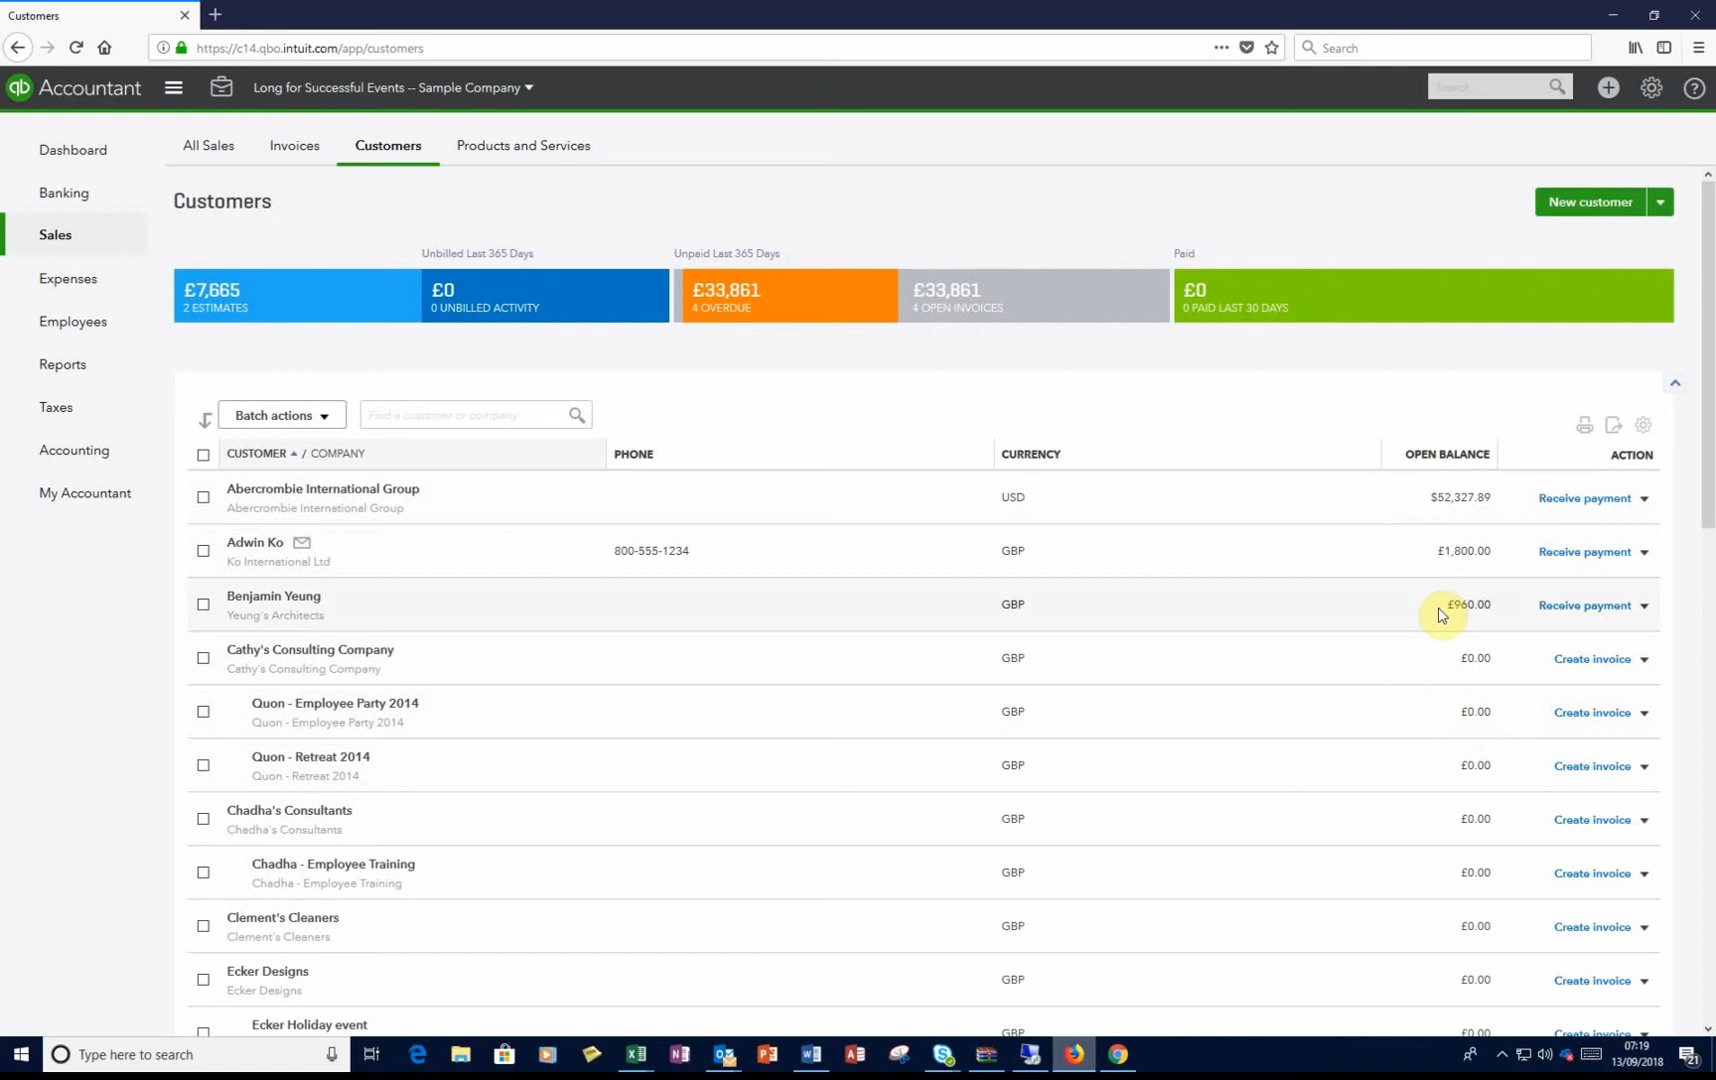 Customers
https://c14.qbo.intuit.com/app/customers
Search
qb Accountant
Long for Successful Events -- Sample Company
Search
Dashboard
Banking
Sales
Expenses
Employees
Reports
Taxes
Accounting
My Accountant
All Sales Invoices Customers Products and Services
Customers
New customer
Unbilled Last 365 Days Unpaid Last 365 Days Paid
£7,665 £0 £33,861 £33,861 £0
2 ESTIMATES 0 UNBILLED ACTIVITY 4 OVERDUE 4 OPEN INVOICES 0 PAID LAST 30 DAYS
Batch actions Find a customer or company
CUSTOMER / COMPANY PHONE CURRENCY OPEN BALANCE ACTION
Abercrombie International Group USD $52,327.89 Receive payment
Abercrombie International Group
Adwin Ko 800-555-1234 GBP £1,800.00 Receive payment
Ko International Ltd
Benjamin Yeung GBP £960.00 Receive payment
Yeung's Architects
Cathy's Consulting Company GBP £0.00 Create invoice
Cathy's Consulting Company
Quon - Employee Party 2014 GBP £0.00 Create invoice
Quon - Employee Party 2014
Quon - Retreat 2014 GBP £0.00 Create invoice
Quon - Retreat 2014
Chadha's Consultants GBP £0.00 Create invoice
Chadha's Consultants
Chadha - Employee Training GBP £0.00 Create invoice
Chadha - Employee Training
Clement's Cleaners GBP £0.00 Create invoice
Clement's Cleaners
Ecker Designs GBP £0.00 Create invoice
Ecker Designs
Ecker Holiday event GBP £0.00 Create invoice
Type here to search
07:19
13/09/2018
21